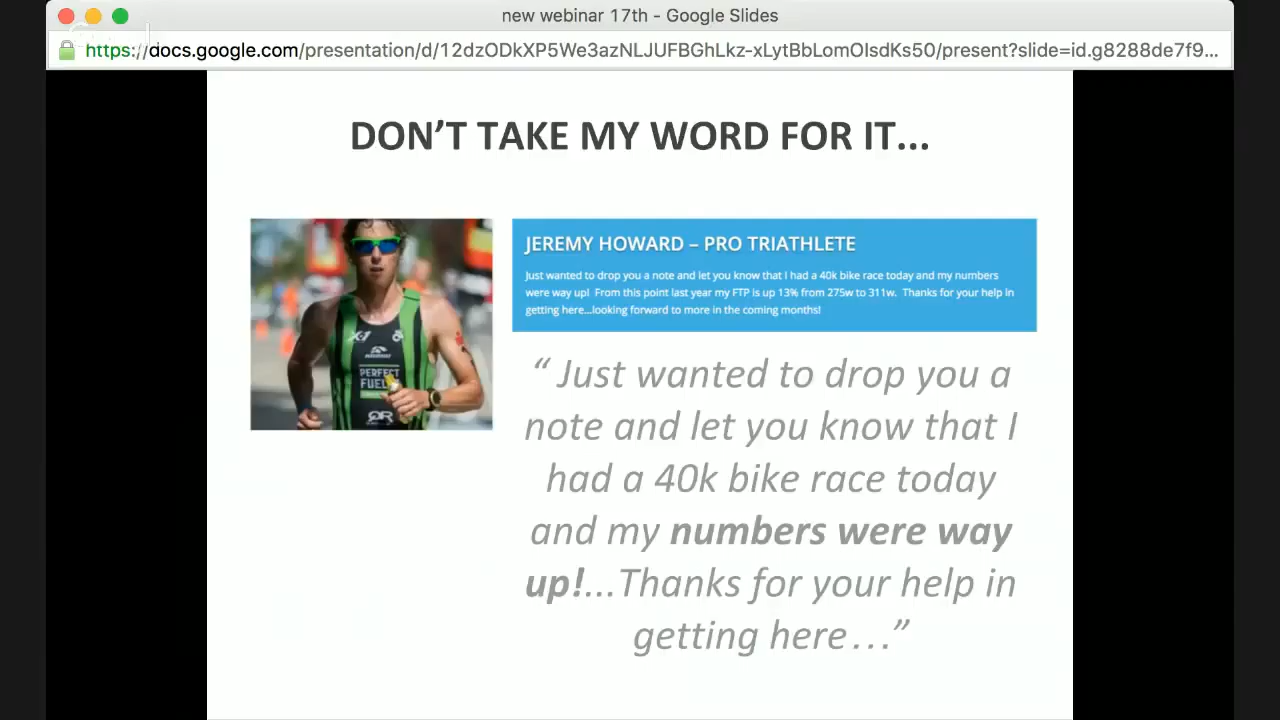 new webinar 17th - Google Slides
https://docs.google.com/presentation/d/12dzODkXP5We3azNLJUFBGhLkz-xLytBbLomOIsdKs50/present?slide=id.g8288de7f9...
DON'T TAKE MY WORD FOR IT...
JEREMY HOWARD – PRO TRIATHLETE
Just wanted to drop you a note and let you know that I had a 40k bike race today and my numbers
were way up! From this point last year my FTP is up 13% from 275w to 311w. Thanks for your help in
getting here...looking forward to more in the coming months!
PERFECT
FUEL
“ Just wanted to drop you a
note and let you know that I
had a 40k bike race today
and my numbers were way
up!...Thanks for your help in
getting here...”